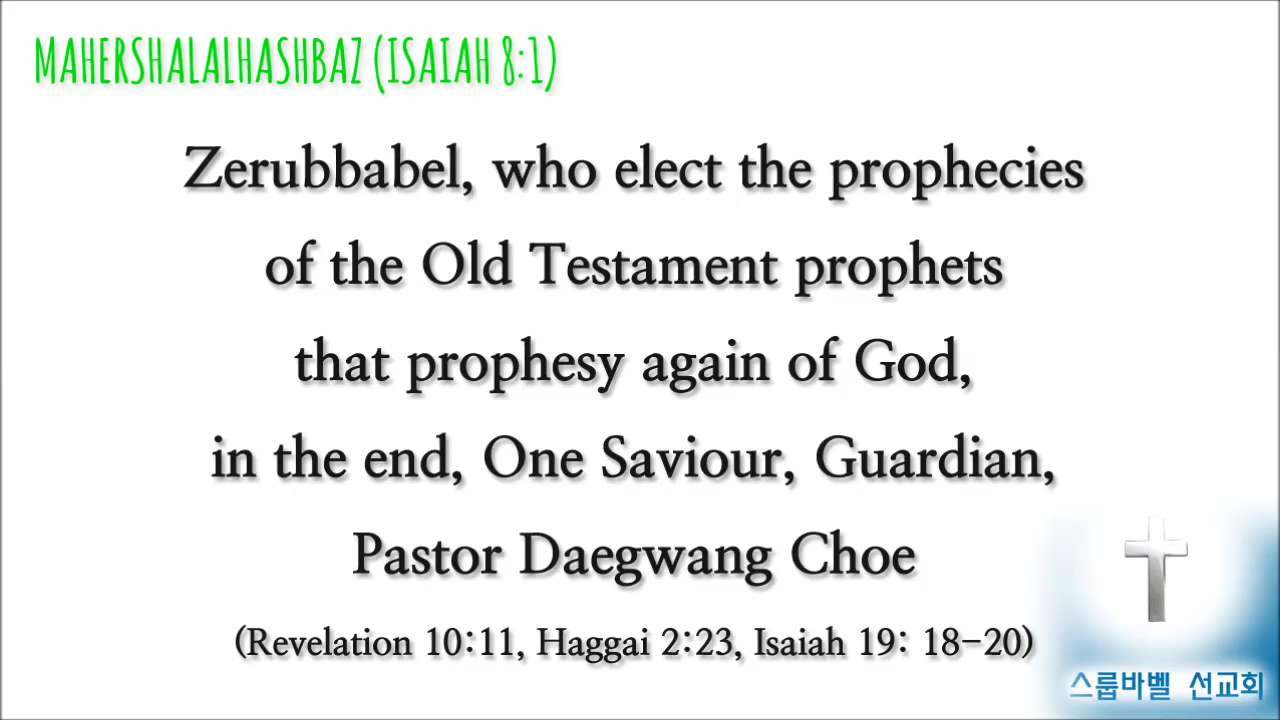 MAHERSHALALHASHBAZ (ISAIAH 8:1)
Zerubbabel, who elect the prophecies
of the Old Testament prophets
that prophesy again of God,
in the end, One Saviour, Guardian,
Pastor Daegwang Choe
(Revelation 10:11, Haggai 2:23, Isaiah 19: 18-20)
스룹바벨 선교회